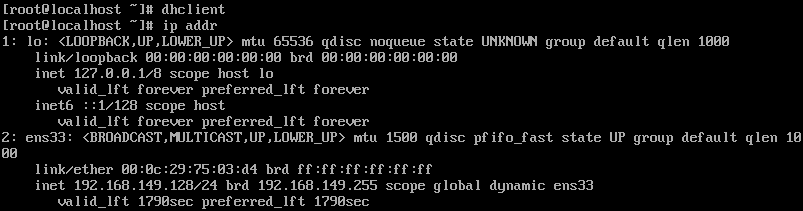 [root@localhost ~]# dhclient
[root@localhost ~]# ip addr
1: lo: <LOOPBACK,UP,LOWER_UP> mtu 65536 qdisc noqueue state UNKNOWN group default qlen 1000
    link/loopback 00:00:00:00:00:00 brd 00:00:00:00:00:00
    inet 127.0.0.1/8 scope host lo
       valid_lft forever preferred_lft forever
    inet6 ::1/128 scope host
       valid_lft forever preferred_lft forever
2: ens33: <BROADCAST,MULTICAST,UP,LOWER_UP> mtu 1500 qdisc pfifo_fast state UP group default qlen 10
00
    link/ether 00:0c:29:75:03:d4 brd ff:ff:ff:ff:ff:ff
    inet 192.168.149.128/24 brd 192.168.149.255 scope global dynamic ens33
       valid_lft 1790sec preferred_lft 1790sec